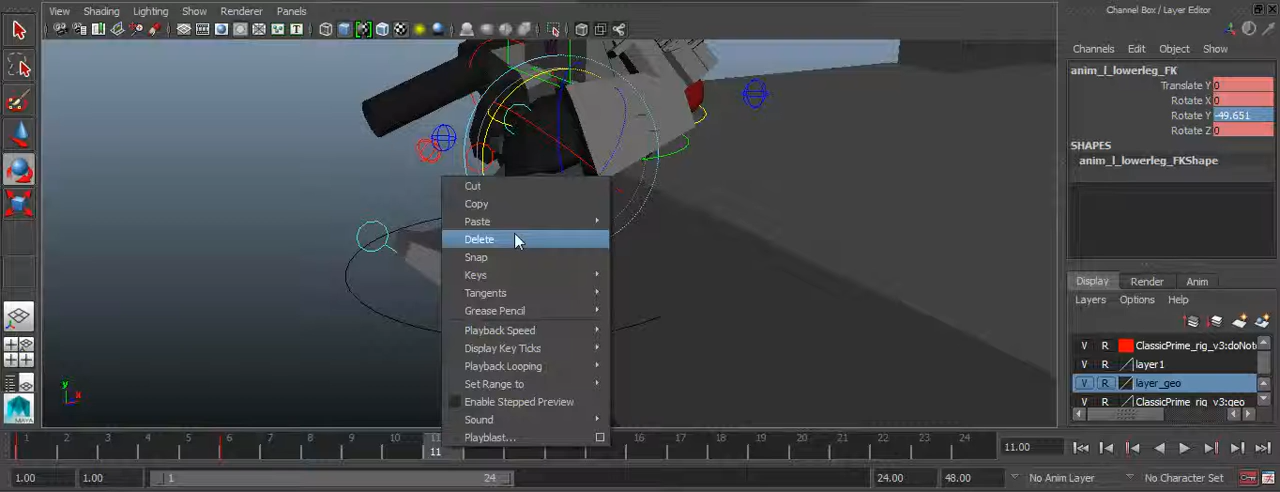 View Shading Lighting Show Renderer Panels
Channel Box / Layer Editor
Channels Edit Object Show
anim_l_lowerleg_FK
Translate Y 0
Rotate X 0
Rotate Y -49.651
Rotate Z 0
SHAPES
anim_l_lowerleg_FKShape
Cut
Copy
Paste
Delete
Snap
Keys
Tangents
Grease Pencil
Playback Speed
Display Key Ticks
Playback Looping
Set Range to
Enable Stepped Preview
Sound
Playblast...
Display Render Anim
Layers Options Help
V R ClassicPrime_rig_v3:doNot
V R layer1
V R layer_geo
V R ClassicPrime_rig_v3:geo
y
x
MAYA
1 2 3 4 5 6 7 8 9 10 11 16 17 18 19 20 21 22 23 24
11
11.00
1.00 1.00 1 24 24.00 48.00 No Anim Layer No Character Set